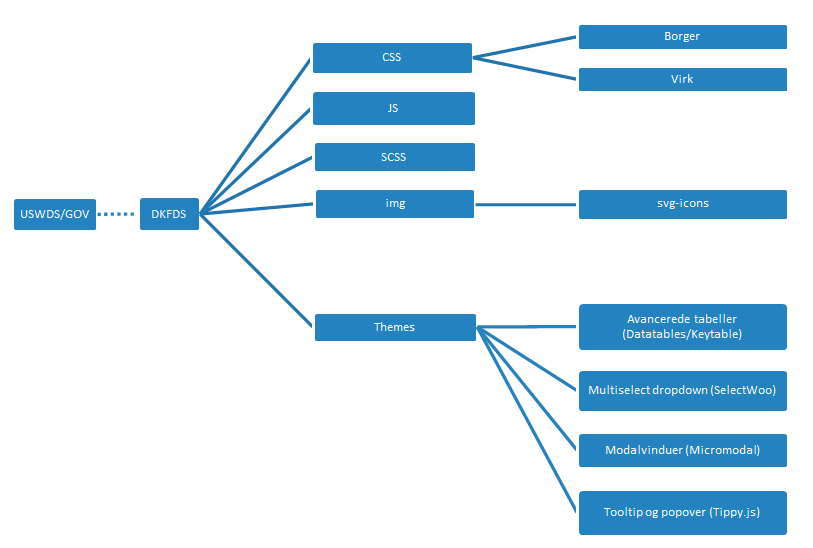 USWDS/GOV
DKFDS
CSS
JS
SCSS
img
Themes
Borger
Virk
svg-icons
Avancerede tabeller
(Datatables/Keytable)
Multiselect dropdown (SelectWoo)
Modalvinduer (Micromodal)
Tooltip og popover (Tippy.js)